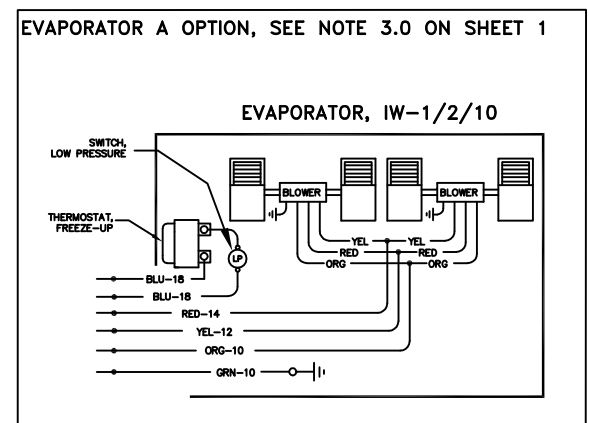 EVAPORATOR A OPTION, SEE NOTE 3.0 ON SHEET 1
EVAPORATOR, IW-1/2/10
SWITCH,
LOW PRESSURE
BLOWER
BLOWER
THERMOSTAT,
FREEZE-UP
YEL
YEL
RED
RED
ORG
ORG
LP
BLU-18
BLU-18
RED-14
YEL-12
ORG-10
GRN-10